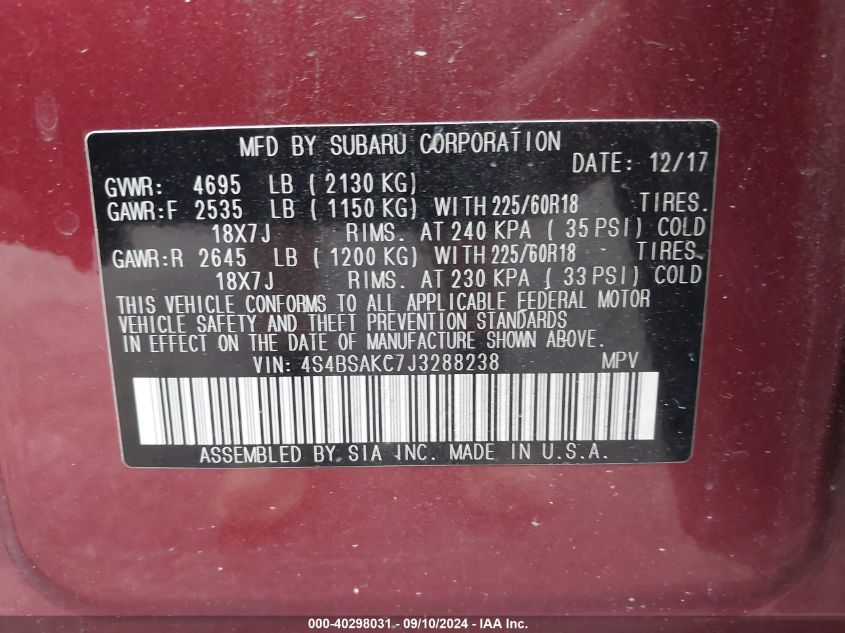 MFD BY SUBARU CORPORATION
DATE: 12/17
GVWR: 4695 LB ( 2130 KG)
GAWR:F 2535 LB ( 1150 KG) WITH 225/60R18 TIRES.
18X7J RIMS. AT 240 KPA ( 35 PSI) COLD
GAWR:R 2645 LB ( 1200 KG) WITH 225/60R18 TIRES.
18X7J RIMS. AT 230 KPA ( 33 PSI) COLD
THIS VEHICLE CONFORMS TO ALL APPLICABLE FEDERAL MOTOR
VEHICLE SAFETY AND THEFT PREVENTION STANDARDS
IN EFFECT ON THE DATE OF MANUFACTURE SHOWN ABOVE.
VIN: 4S4BSAKC7J3288238 MPV
ASSEMBLED BY SIA INC. MADE IN U.S.A.
000-40298031 - 09/10/2024 - IAA Inc.